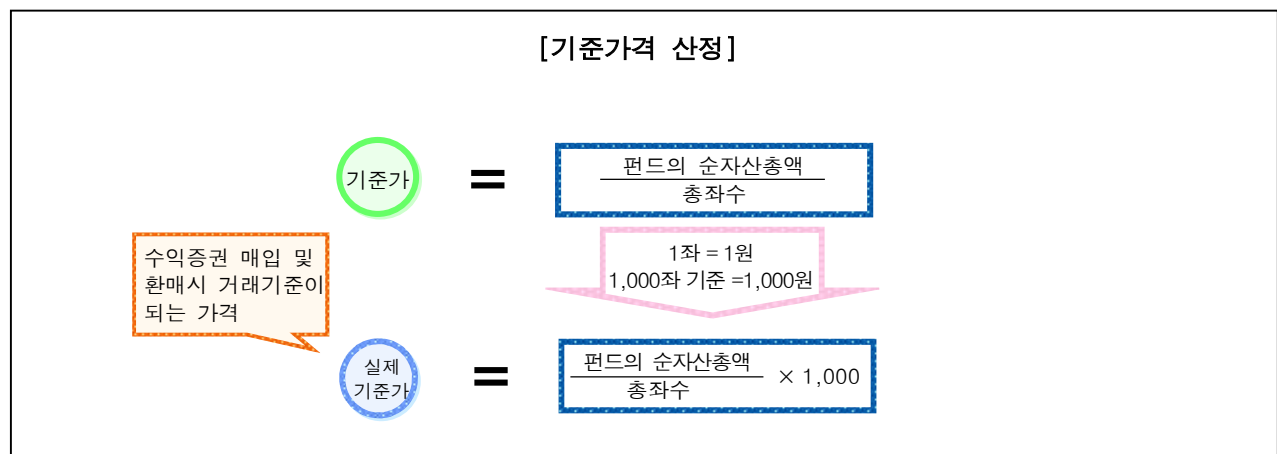 [기준가격 산정]
기준가
=
펀드의 순자산총액
총좌수
1좌 = 1원
1,000좌 기준 =1,000원
수익증권 매입 및
환매시 거래기준이
되는 가격
실제
기준가
=
펀드의 순자산총액
총좌수
× 1,000